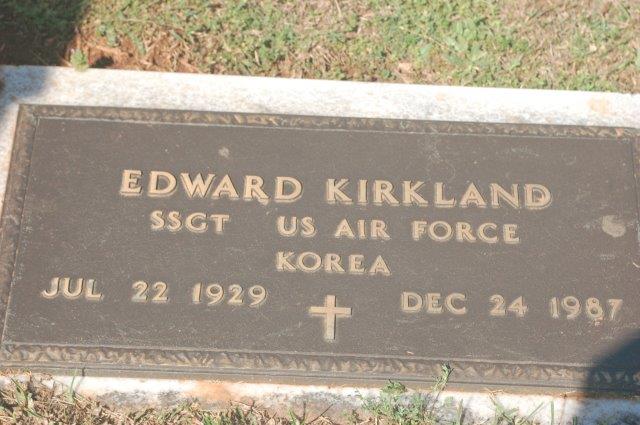 EDWARD KIRKLAND
SSGT US AIR FORCE
KOREA
JUL 22 1929 DEC 24 1987